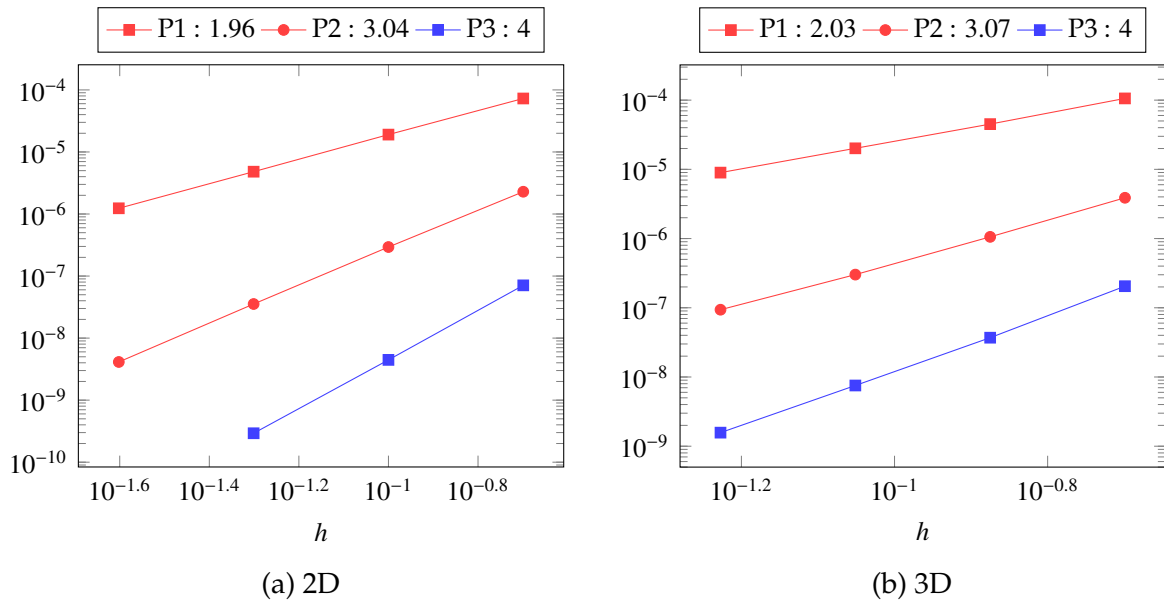 P1 : 1.96 P2 : 3.04 P3 : 4
10⁻⁴
10⁻⁵
10⁻⁶
10⁻⁷
10⁻⁸
10⁻⁹
10⁻¹⁰
10⁻¹·⁶ 10⁻¹·⁴ 10⁻¹·² 10⁻¹ 10⁻⁰·⁸
h
(a) 2D
P1 : 2.03 P2 : 3.07 P3 : 4
10⁻⁴
10⁻⁵
10⁻⁶
10⁻⁷
10⁻⁸
10⁻⁹
10⁻¹·² 10⁻¹ 10⁻⁰·⁸
h
(b) 3D